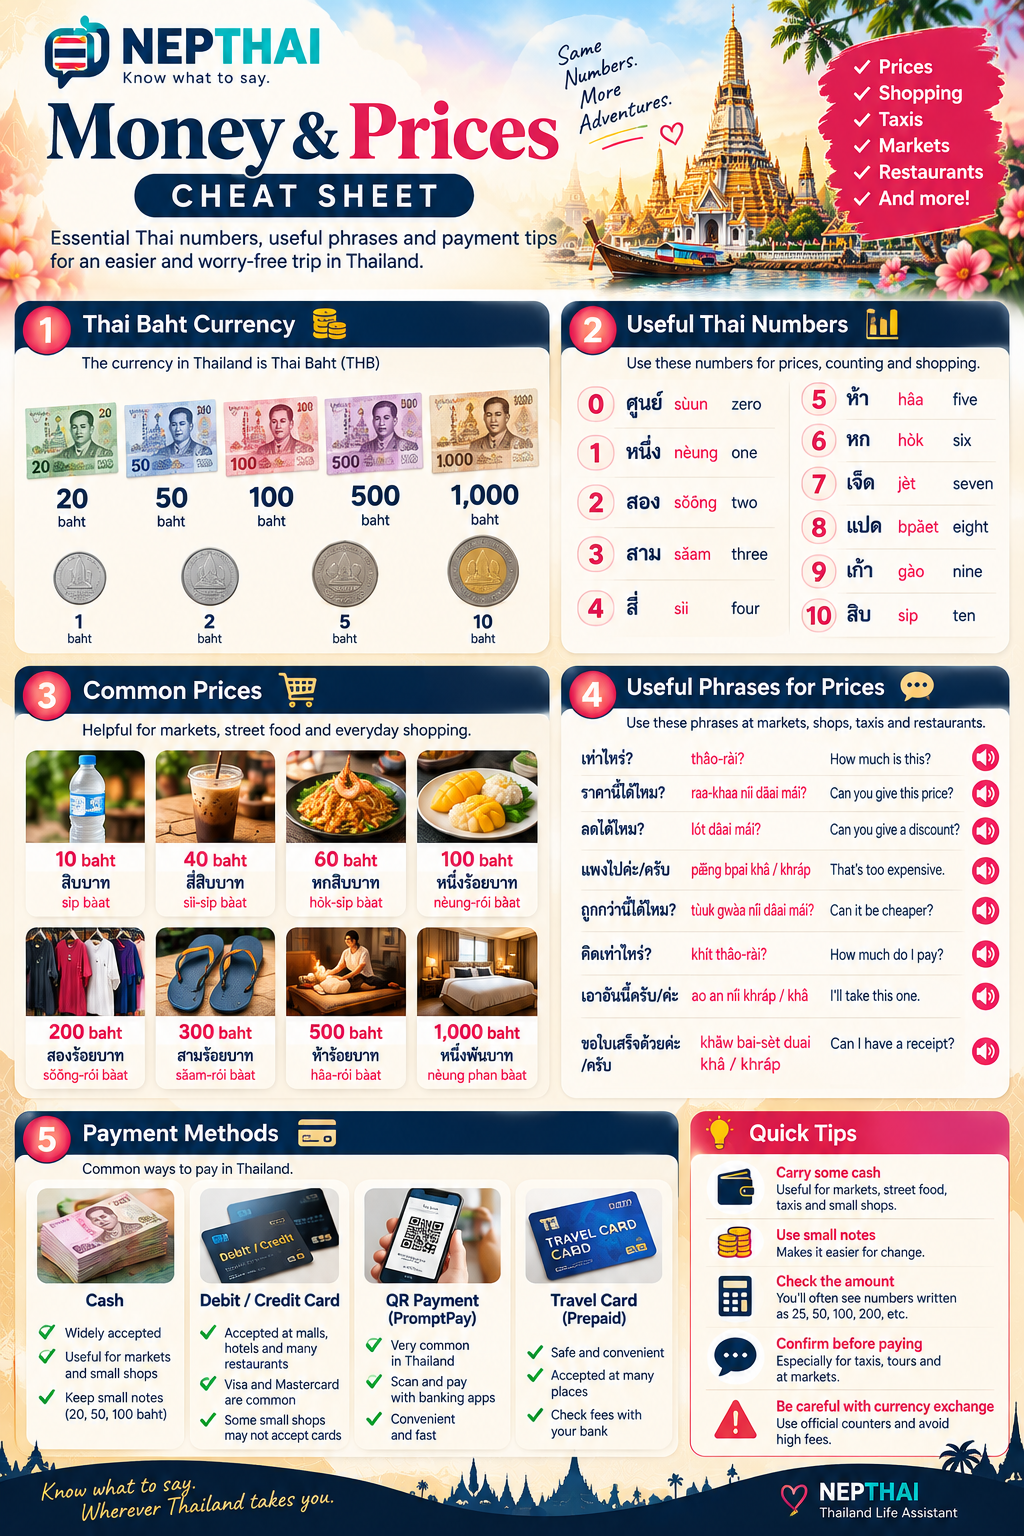 NEPTHAI
Know what to say.
Money & Prices
CHEAT SHEET
Essential Thai numbers, useful phrases and payment tips
for an easier and worry-free trip in Thailand.
Same
Numbers.
More
Adventures.
Prices
Shopping
Taxis
Markets
Restaurants
And more!
1
Thai Baht Currency
The currency in Thailand is Thai Baht (THB)
20
20
50
100
100
500
500
1.000
20
baht
50
baht
100
baht
500
baht
1,000
baht
1
baht
2
baht
5
baht
10
baht
2
Useful Thai Numbers
Use these numbers for prices, counting and shopping.
0 ศูนย์ sùun zero
1 หนึ่ง nèung one
2 สอง sŏŏng two
3 สาม săam three
4 สี่ sii four
5 ห้า hâa five
6 หก hòk six
7 เจ็ด jèt seven
8 แปด bpǎet eight
9 เก้า gào nine
10 สิบ sip ten
3
Common Prices
Helpful for markets, street food and everyday shopping.
10 baht
สิบบาท
sip bàat
40 baht
สี่สิบบาท
sii-sip bàat
60 baht
หกสิบบาท
hòk-sip bàat
100 baht
หนึ่งร้อยบาท
nèung-rói bàat
200 baht
สองร้อยบาท
sŏŏng-rói bàat
300 baht
สามร้อยบาท
săam-rói bàat
500 baht
ห้าร้อยบาท
hâa-rói bàat
1,000 baht
หนึ่งพันบาท
nèung phan bàat
4
Useful Phrases for Prices
Use these phrases at markets, shops, taxis and restaurants.
เท่าไหร่? thâo-rài? How much is this?
ราคานี้ได้ไหม? raa-khaa níi dâai mái? Can you give this price?
ลดได้ไหม? lót dâai mái? Can you give a discount?
แพงไปค่ะ/ครับ pǎeng bpai khâ / khráp That's too expensive.
ถูกกว่านี้ได้ไหม? tùuk gwàa níi dâai mái? Can it be cheaper?
คิดเท่าไหร่? khít thâo-rài? How much do I pay?
เอาอันนี้ครับ/ค่ะ ao an níi khráp / khâ I'll take this one.
ขอใบเสร็จด้วยค่ะ khǎw bai-sèt duai Can I have a receipt?
/ครับ khâ / khráp
5
Payment Methods
Common ways to pay in Thailand.
Debit / Credit
TRAVEL CARD
CARD
Cash
Widely accepted
Useful for markets
and small shops
Keep small notes
(20, 50, 100 baht)
Debit / Credit Card
Accepted at malls,
hotels and many
restaurants
Visa and Mastercard
are common
Some small shops
may not accept cards
QR Payment
(PromptPay)
Very common
in Thailand
Scan and pay
with banking apps
Convenient
and fast
Travel Card
(Prepaid)
Safe and convenient
Accepted at many
places
Check fees with
your bank
Quick Tips
Carry some cash
Useful for markets, street food,
taxis and small shops.
Use small notes
Makes it easier for change.
Check the amount
You'll often see numbers written
as 25, 50, 100, 200, etc.
Confirm before paying
Especially for taxis, tours and
at markets.
Be careful with currency exchange
Use official counters and avoid
high fees.
Know what to say.
Wherever Thailand takes you.
NEPTHAI
Thailand Life Assistant